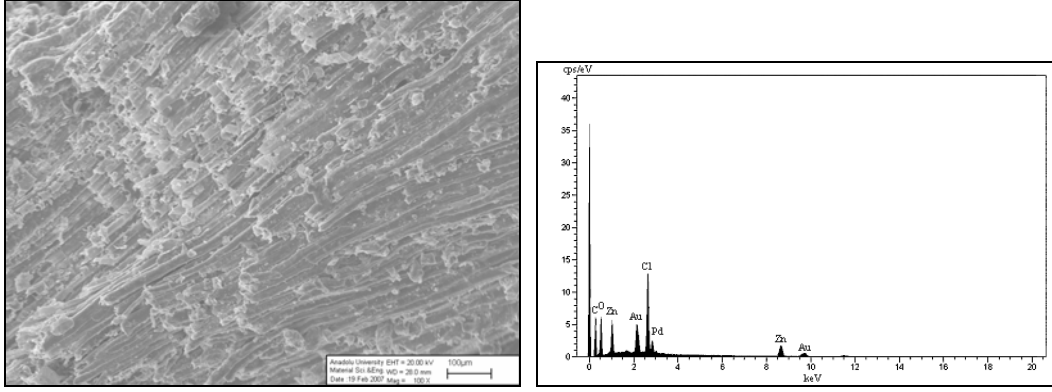 Anadolu University EHT = 20.00 kV 100µm
Material Sci &Eng. WD = 28.0 mm
Date :19 Feb 2007 Mag = 100 X
cps/eV
40
35
30
25
20
15
10
5
0
C O Zn Au Cl Pd Zn Au
0 2 4 6 8 10 12 14 16 18 20
keV